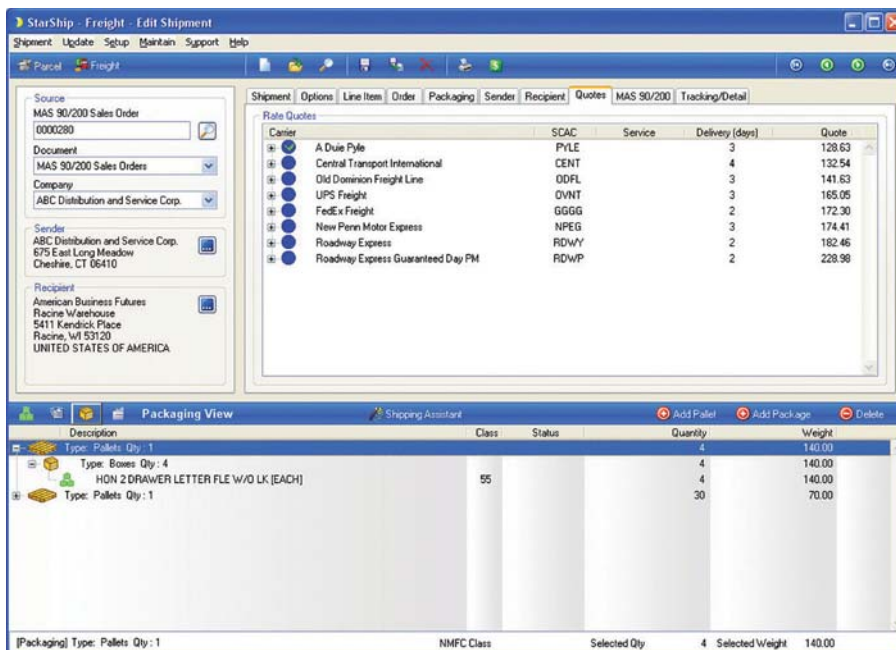 StarShip - Freight - Edit Shipment
Shipment Update Setup Maintain Support Help
Parcel Freight
Source
MAS 90/200 Sales Order
0000280
Document
MAS 90/200 Sales Orders
Company
ABC Distribution and Service Corp.
Sender
ABC Distribution and Service Corp.
675 East Long Meadow
Cheshire, CT 06410
Recipient
American Business Futures
Racine Warehouse
5411 Kendrick Place
Racine, WI 53120
UNITED STATES OF AMERICA
Shipment Options Line Item Order Packaging Sender Recipient Quotes MAS 90/200 Tracking/Detail
Rate Quotes
Carrier SCAC Service Delivery (days) Quote
A Duie Pyle PYLE 3 128.63
Central Transport International CENT 4 132.54
Old Dominion Freight Line ODFL 3 141.63
UPS Freight OVNT 3 165.05
FedEx Freight GGGG 2 172.30
New Penn Motor Express NPEG 3 174.41
Roadway Express RDWY 2 182.46
Roadway Express Guaranteed Day PM RDWP 2 228.98
Packaging View Shipping Assistant Add Pallet Add Package Delete
Description Class Status Quantity Weight
Type: Pallets Qty : 1 4 140.00
Type: Boxes Qty : 4 4 140.00
HON 2 DRAWER LETTER FLE W/O LK [EACH] 55 4 140.00
Type: Pallets Qty : 1 30 70.00
[Packaging] Type: Pallets Qty : 1 NMFC Class Selected Qty 4 Selected Weight 140.00